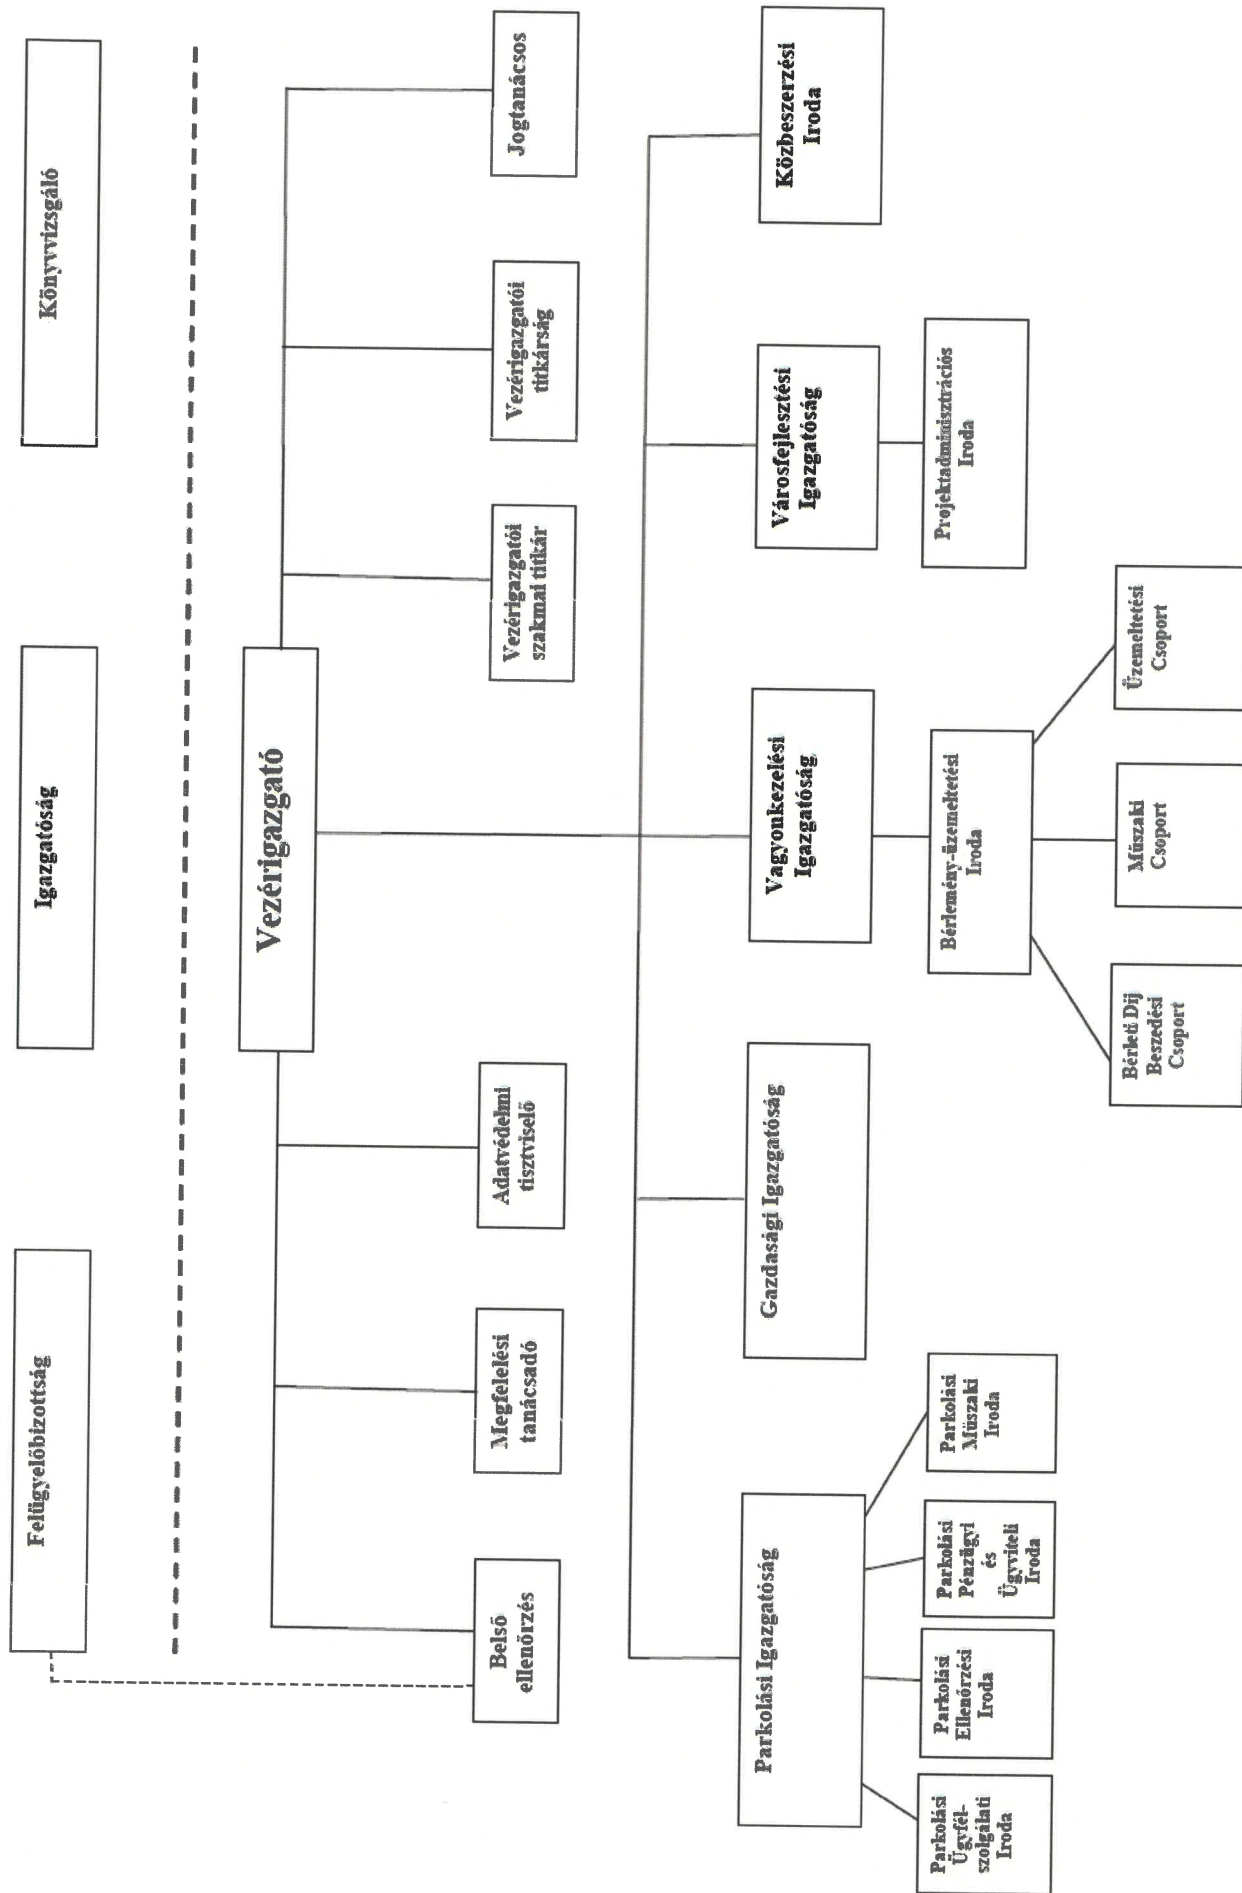 Felügyelőbizottság
Igazgatóság
Könyvvizsgáló
Vezérigazgató
Belső
ellenőrzés
Megfelelési
tanácsadó
Adatvédelmi
tisztviselő
Vezérigazgatói
szakmai titkár
Vezérigazgatói
titkárság
Jogtanácsos
Parkolási Igazgatóság
Gazdasági Igazgatóság
Vagyonkezelési
Igazgatóság
Városfejlesztési
Igazgatóság
Közbeszerzési
Iroda
Parkolási
Ügyfél-
szolgálati
Iroda
Parkolási
Ellenőrzési
Iroda
Parkolási
Pénzügyi
és
Ügyviteli
Iroda
Parkolási
Műszaki
Iroda
Bérlemény-üzemeltetési
Iroda
Projektadminisztrációs
Iroda
Bérleti Díj
Beszedési
Csoport
Műszaki
Csoport
Üzemeltetési
Csoport